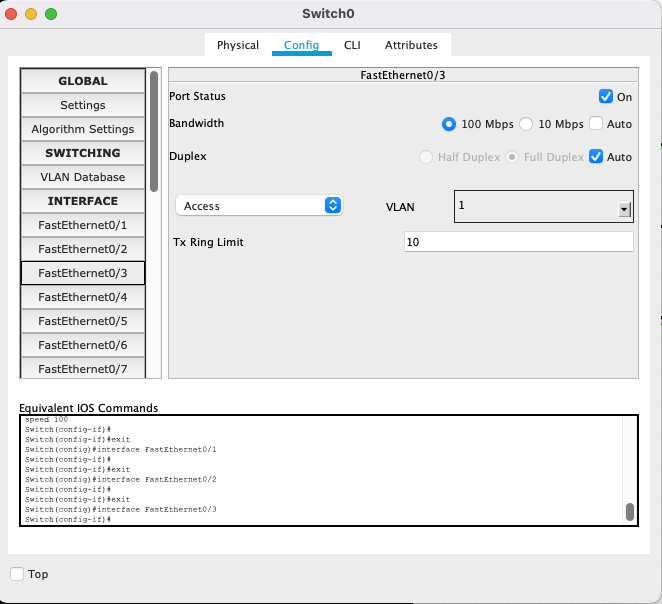 Switch0
Physical Config CLI Attributes
GLOBAL
Settings
Algorithm Settings
SWITCHING
VLAN Database
INTERFACE
FastEthernet0/1
FastEthernet0/2
FastEthernet0/3
FastEthernet0/4
FastEthernet0/5
FastEthernet0/6
FastEthernet0/7
FastEthernet0/3
Port Status On
Bandwidth 100 Mbps 10 Mbps Auto
Duplex Half Duplex Full Duplex Auto
Access VLAN 1
Tx Ring Limit 10
Equivalent IOS Commands
speed 100
Switch(config-if)#
Switch(config-if)#exit
Switch(config)#interface FastEthernet0/1
Switch(config-if)#
Switch(config-if)#exit
Switch(config)#interface FastEthernet0/2
Switch(config-if)#
Switch(config-if)#exit
Switch(config)#interface FastEthernet0/3
Switch(config-if)#
Top